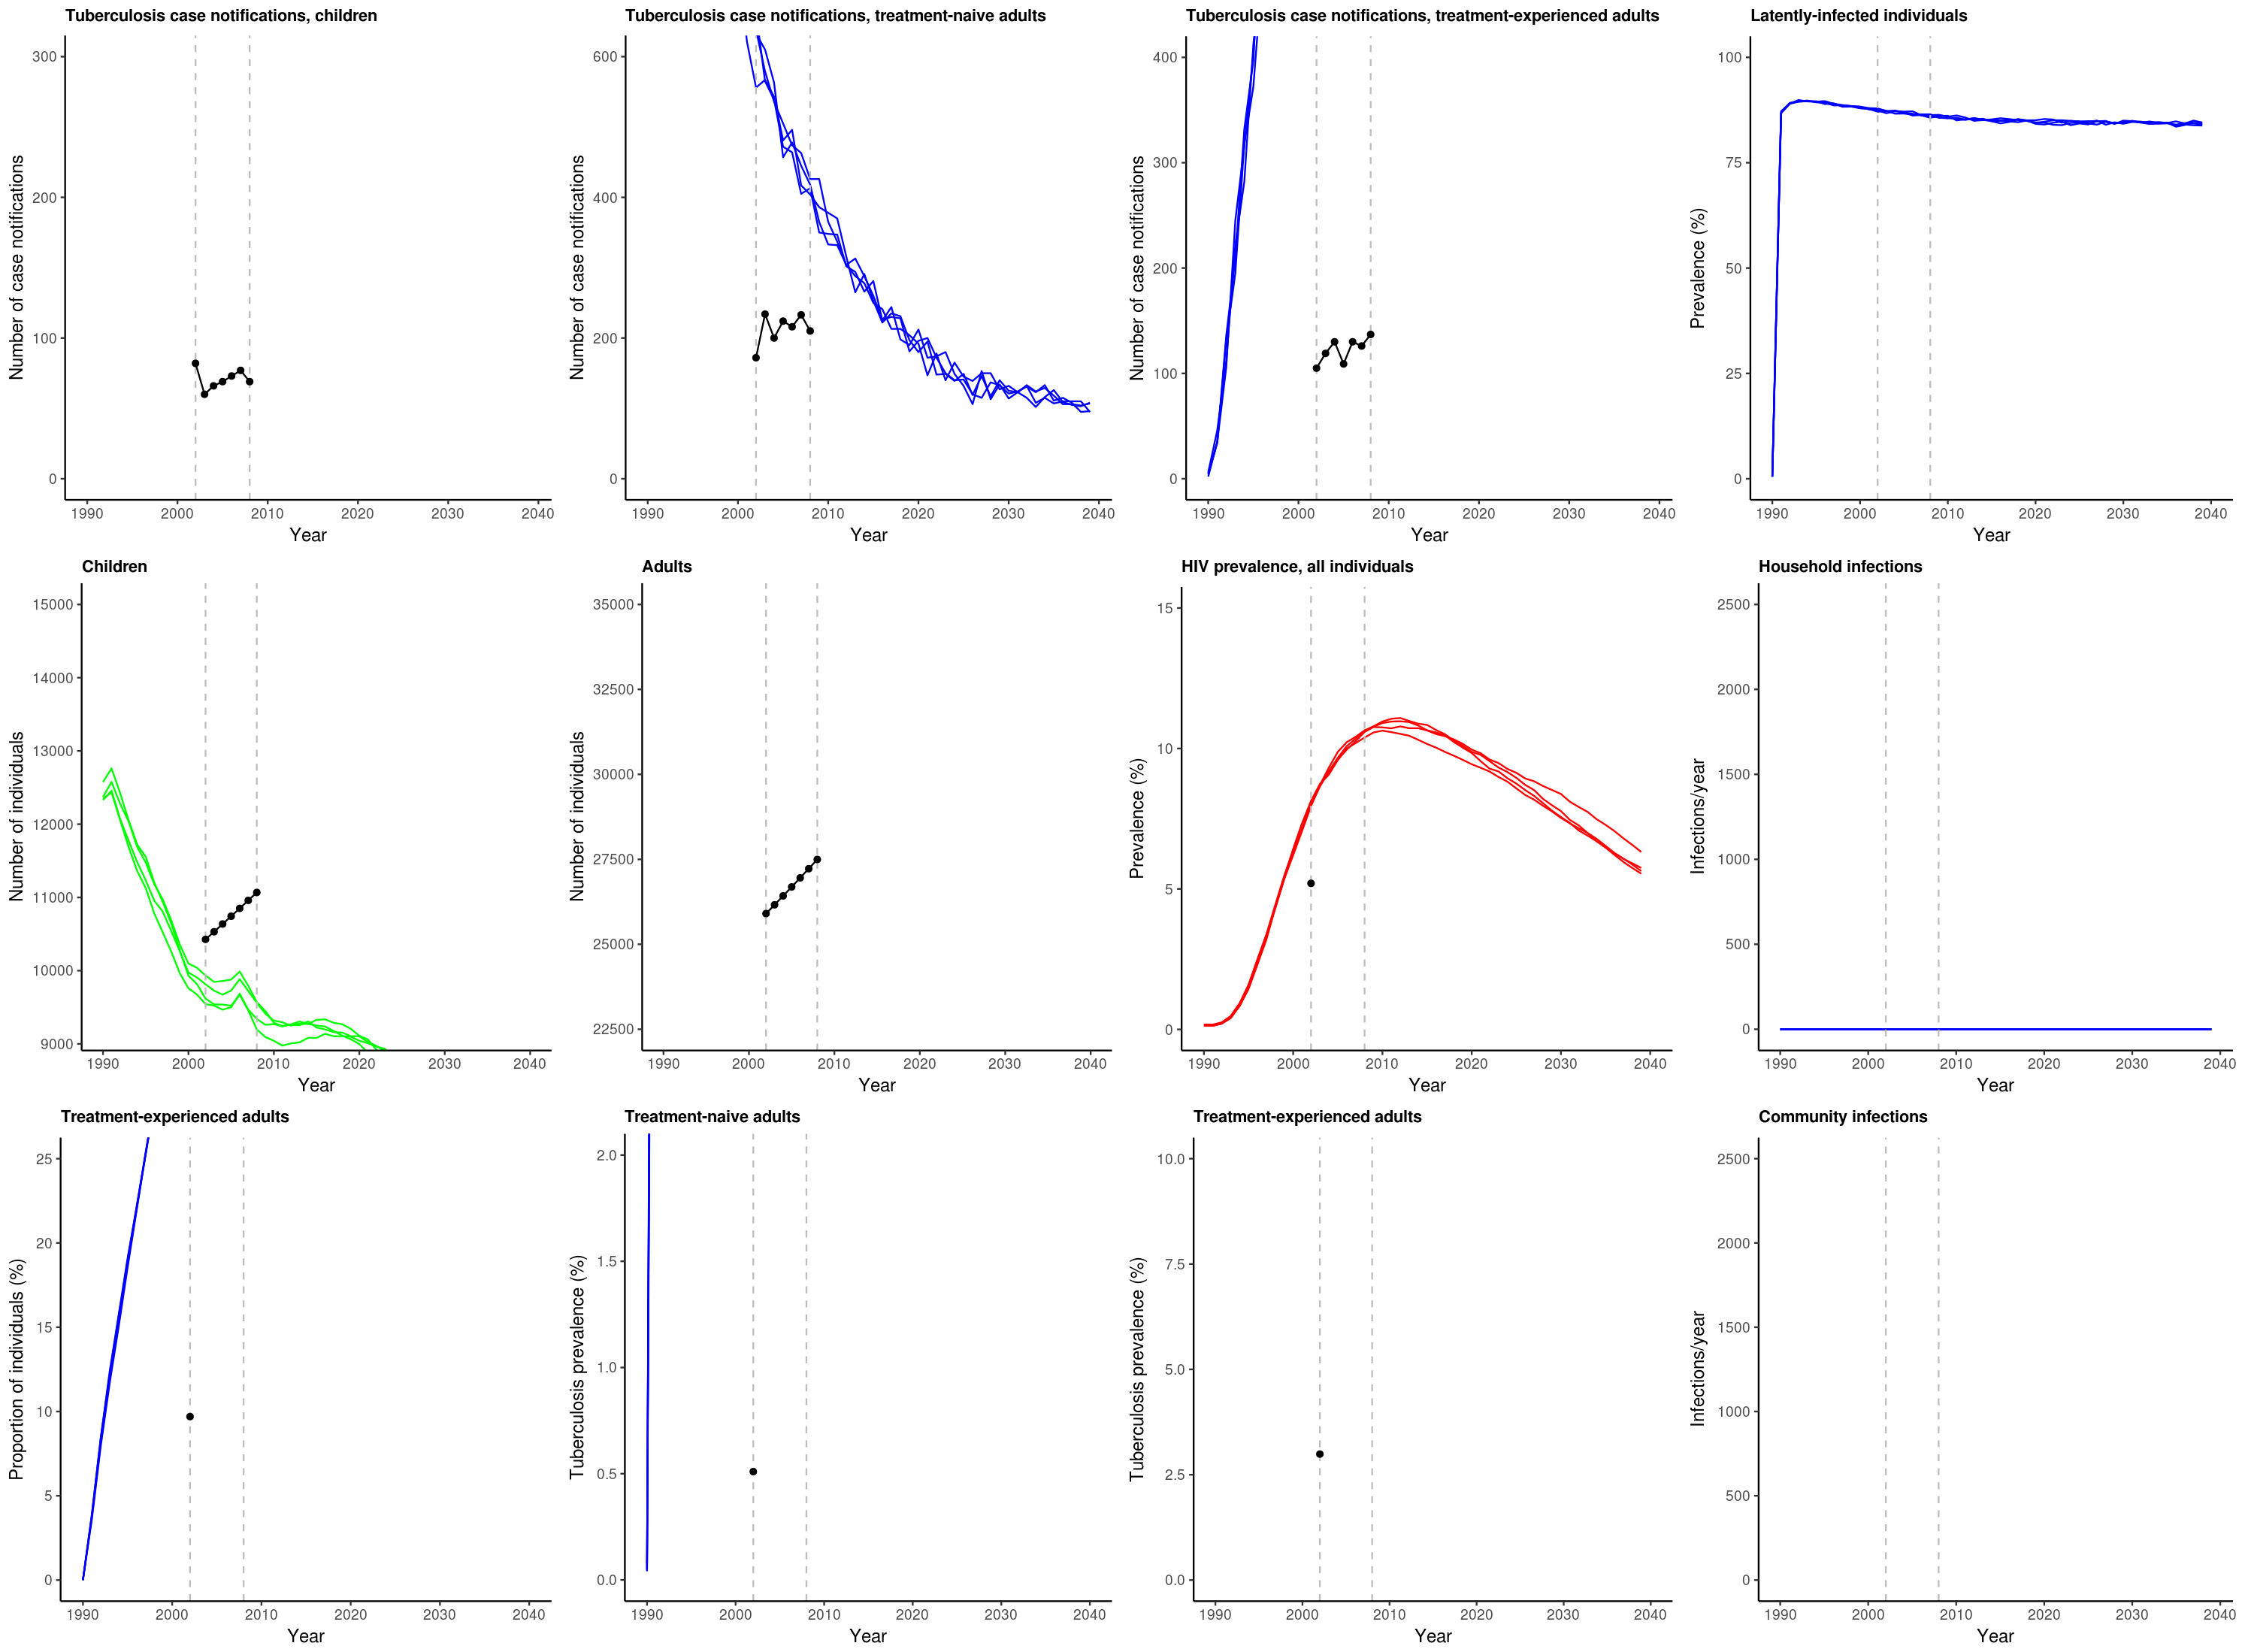 Tuberculosis case notifications, children
Number of case notifications
300
200
100
0
1990 2000 2010 2020 2030 2040
Year
Tuberculosis case notifications, treatment-naive adults
Number of case notifications
600
400
200
0
1990 2000 2010 2020 2030 2040
Year
Tuberculosis case notifications, treatment-experienced adults
Number of case notifications
400
300
200
100
0
1990 2000 2010 2020 2030 2040
Year
Latently-infected individuals
Prevalence (%)
100
75
50
25
0
1990 2000 2010 2020 2030 2040
Year
Children
Number of individuals
15000
14000
13000
12000
11000
10000
9000
1990 2000 2010 2020 2030 2040
Year
Adults
Number of individuals
35000
32500
30000
27500
25000
22500
1990 2000 2010 2020 2030 2040
Year
HIV prevalence, all individuals
Prevalence (%)
15
10
5
0
1990 2000 2010 2020 2030 2040
Year
Household infections
Infections/year
2500
2000
1500
1000
500
0
1990 2000 2010 2020 2030 2040
Year
Treatment-experienced adults
Proportion of individuals (%)
25
20
15
10
5
0
1990 2000 2010 2020 2030 2040
Year
Treatment-naive adults
Tuberculosis prevalence (%)
2.0
1.5
1.0
0.5
0.0
1990 2000 2010 2020 2030 2040
Year
Treatment-experienced adults
Tuberculosis prevalence (%)
10.0
7.5
5.0
2.5
0.0
1990 2000 2010 2020 2030 2040
Year
Community infections
Infections/year
2500
2000
1500
1000
500
0
1990 2000 2010 2020 2030 2040
Year